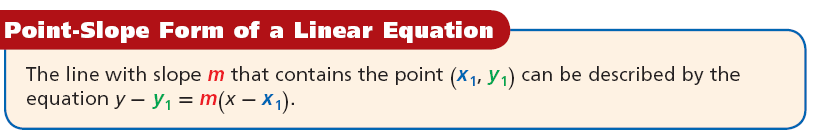 Point-Slope Form of a Linear Equation
The line with slope m that contains the point (x₁, y₁) can be described by the
equation y – y₁ = m(x – x₁).